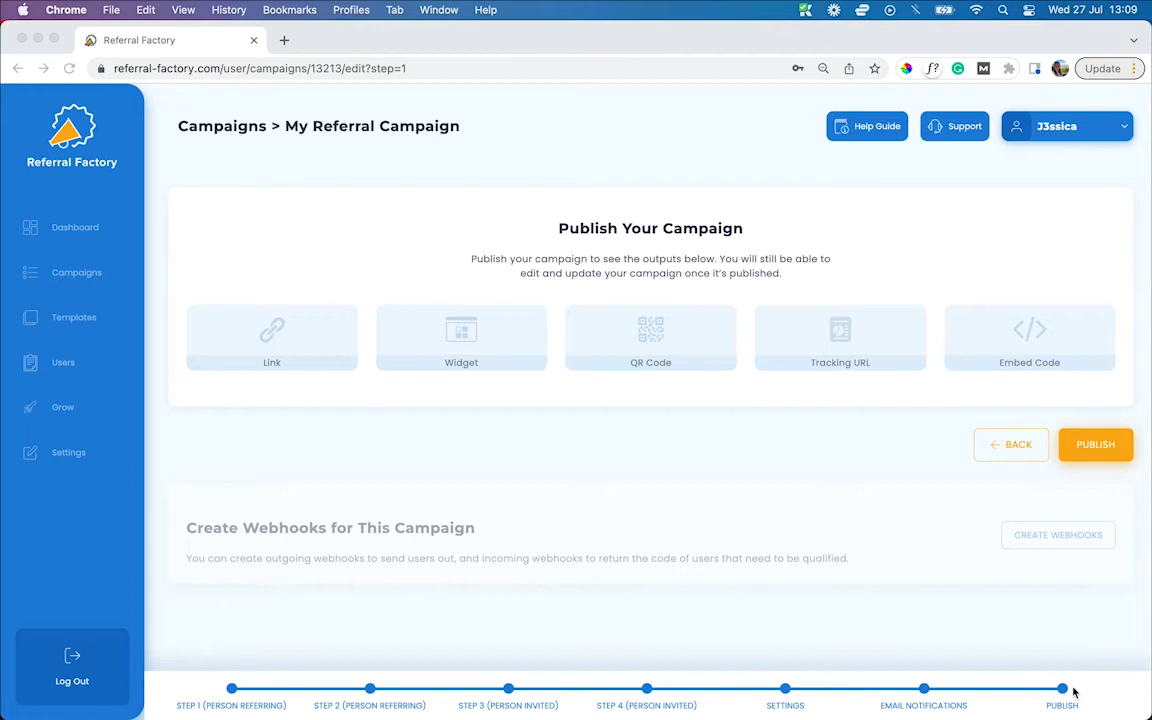 Chrome File Edit View History Bookmarks Profiles Tab Window Help Wed 27 Jul 13:09
Referral Factory
referral-factory.com/user/campaigns/13213/edit?step=1 Update
Referral Factory
Dashboard
Campaigns
Templates
Users
Grow
Settings
Log Out
Campaigns > My Referral Campaign
Help Guide
Support
J3ssica
Publish Your Campaign
Publish your campaign to see the outputs below. You will still be able to
edit and update your campaign once it's published.
Link
Widget
QR Code
Tracking URL
Embed Code
BACK
PUBLISH
Create Webhooks for This Campaign
You can create outgoing webhooks to send users out, and incoming webhooks to return the code of users that need to be qualified.
CREATE WEBHOOKS
STEP 1 (PERSON REFERRING)
STEP 2 (PERSON REFERRING)
STEP 3 (PERSON INVITED)
STEP 4 (PERSON INVITED)
SETTINGS
EMAIL NOTIFICATIONS
PUBLISH